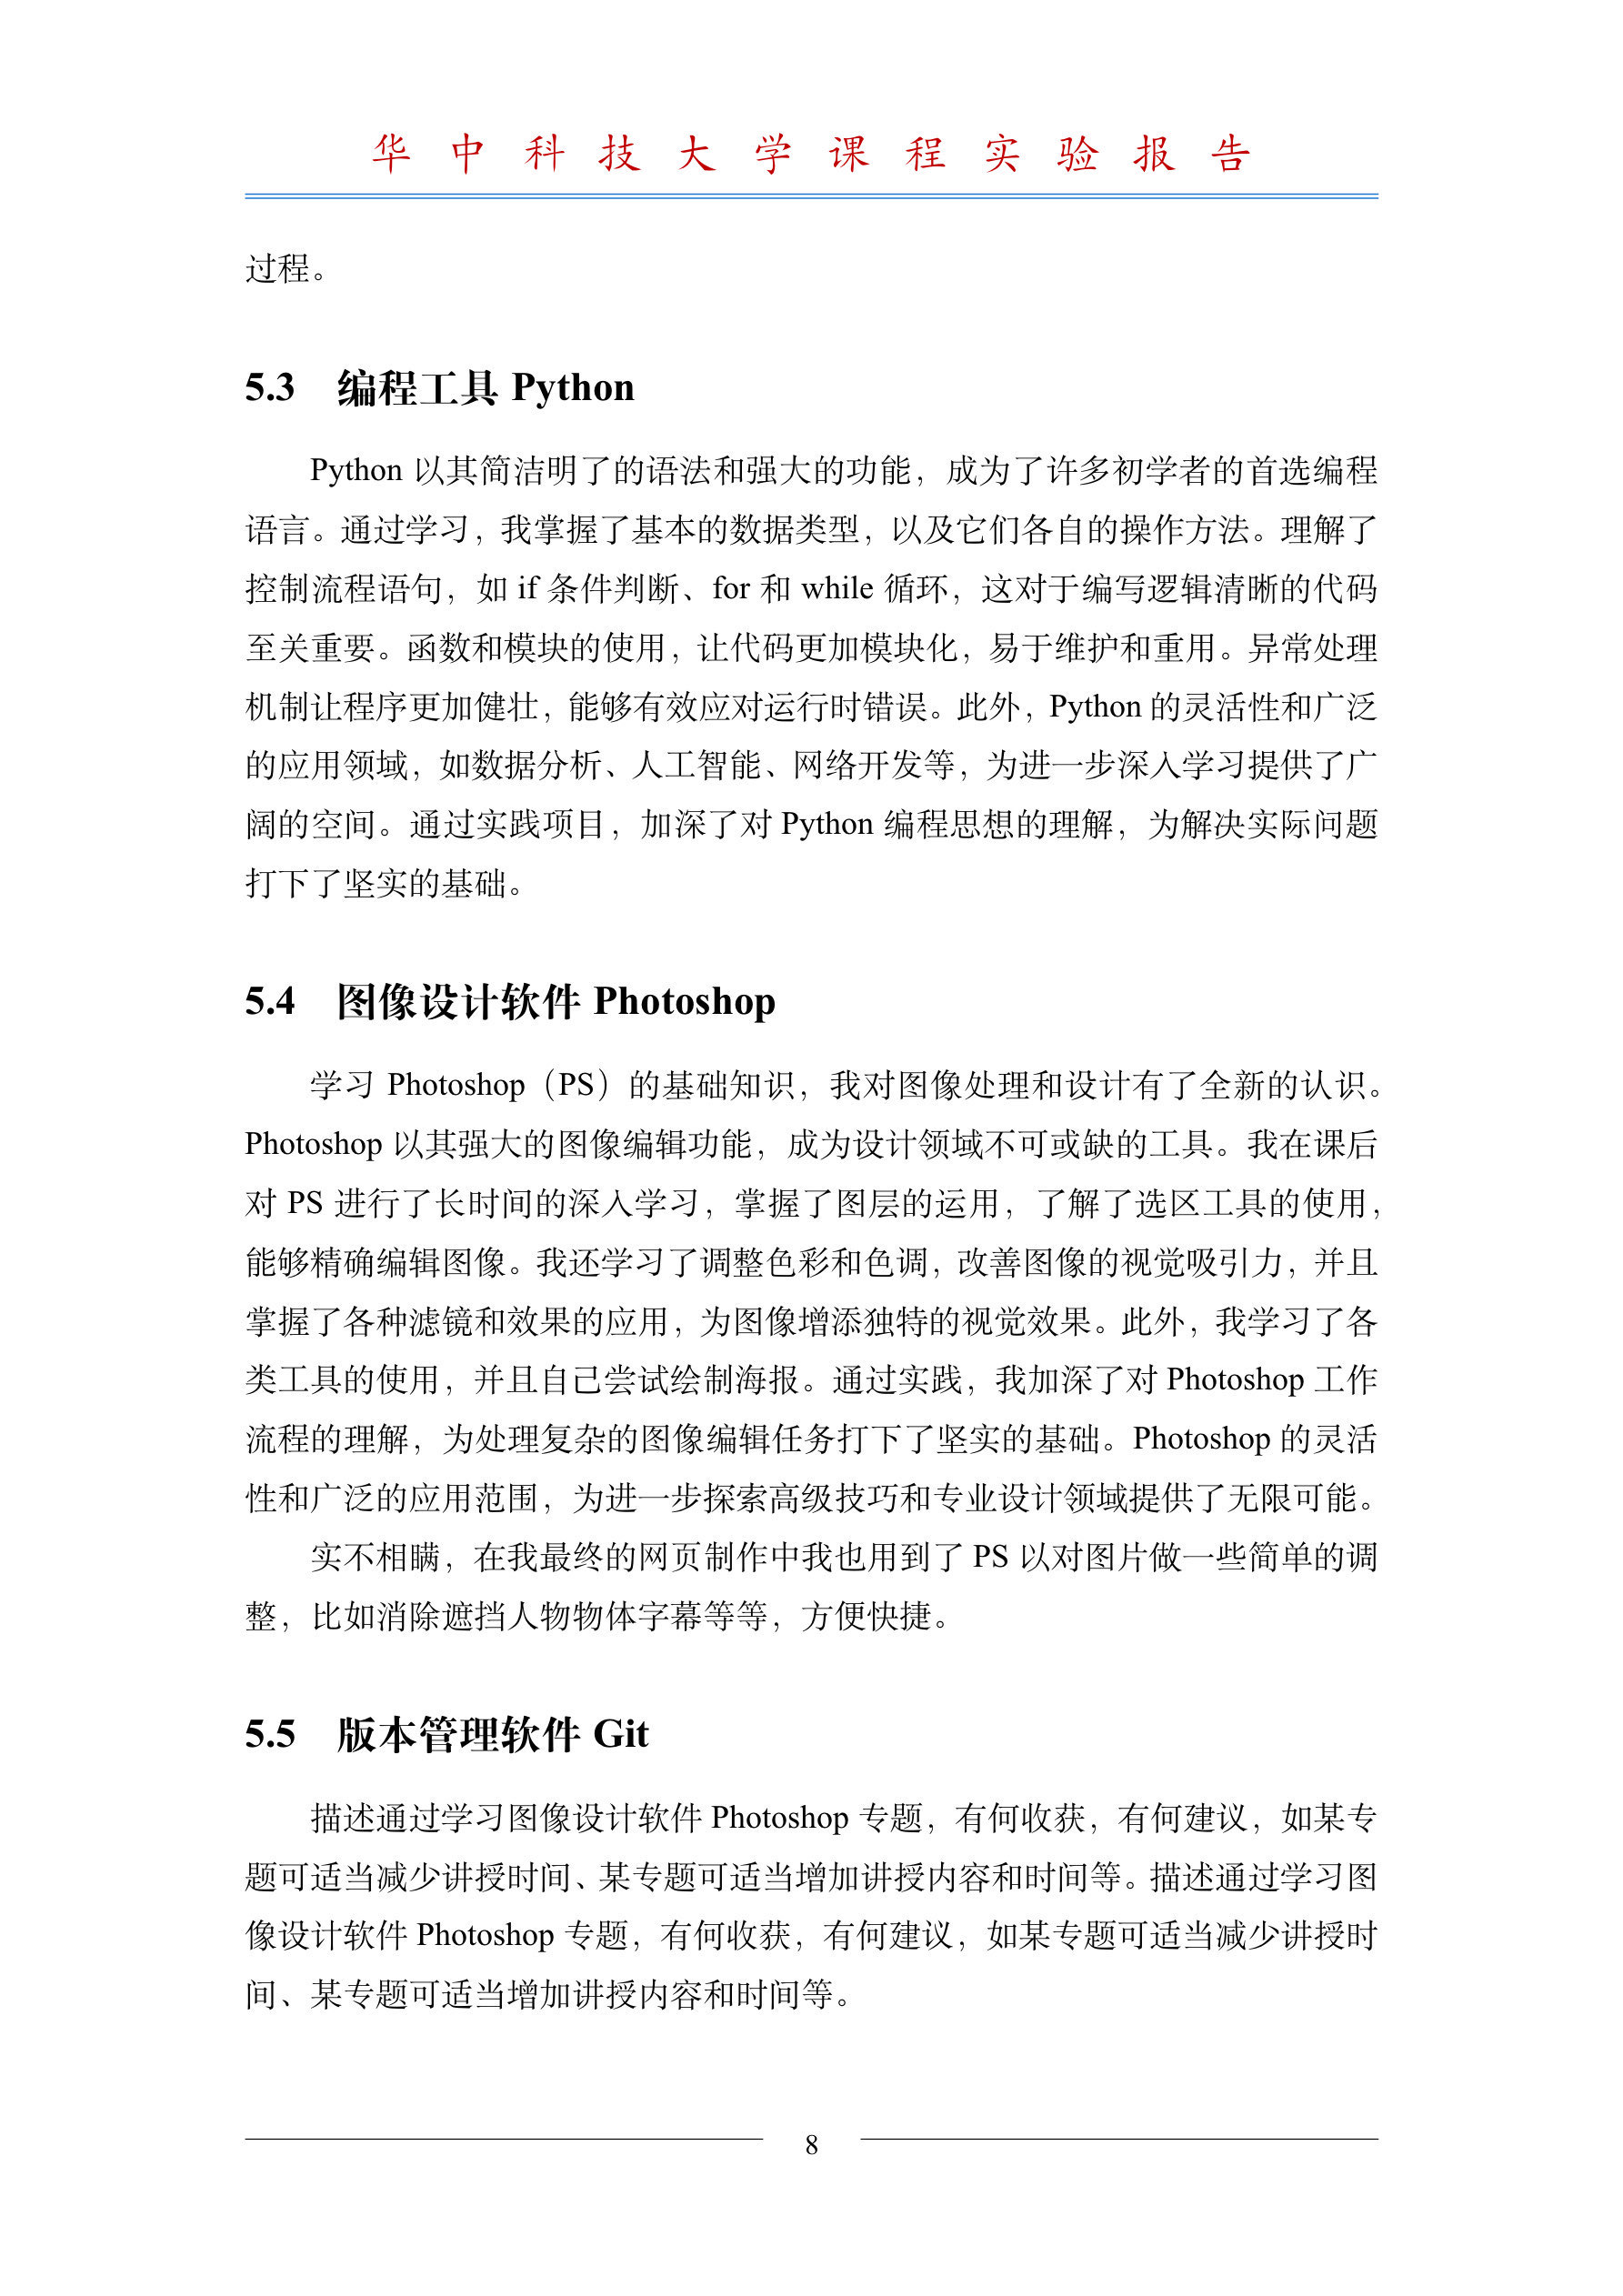 华中科技大学课程实验报告
过程。
5.3 编程工具 Python
Python 以其简洁明了的语法和强大的功能，成为了许多初学者的首选编程
语言。通过学习，我掌握了基本的数据类型，以及它们各自的操作方法。理解了
控制流程语句，如 if 条件判断、for 和 while 循环，这对于编写逻辑清晰的代码
至关重要。函数和模块的使用，让代码更加模块化，易于维护和重用。异常处理
机制让程序更加健壮，能够有效应对运行时错误。此外，Python 的灵活性和广泛
的应用领域，如数据分析、人工智能、网络开发等，为进一步深入学习提供了广
阔的空间。通过实践项目，加深了对 Python 编程思想的理解，为解决实际问题
打下了坚实的基础。
5.4 图像设计软件 Photoshop
学习 Photoshop（PS）的基础知识，我对图像处理和设计有了全新的认识。
Photoshop 以其强大的图像编辑功能，成为设计领域不可或缺的工具。我在课后
对 PS 进行了长时间的深入学习，掌握了图层的运用，了解了选区工具的使用，
能够精确编辑图像。我还学习了调整色彩和色调，改善图像的视觉吸引力，并且
掌握了各种滤镜和效果的应用，为图像增添独特的视觉效果。此外，我学习了各
类工具的使用，并且自己尝试绘制海报。通过实践，我加深了对 Photoshop 工作
流程的理解，为处理复杂的图像编辑任务打下了坚实的基础。Photoshop 的灵活
性和广泛的应用范围，为进一步探索高级技巧和专业设计领域提供了无限可能。
实不相瞒，在我最终的网页制作中我也用到了 PS 以对图片做一些简单的调
整，比如消除遮挡人物物体字幕等等，方便快捷。
5.5 版本管理软件 Git
描述通过学习图像设计软件 Photoshop 专题，有何收获，有何建议，如某专
题可适当减少讲授时间、某专题可适当增加讲授内容和时间等。描述通过学习图
像设计软件 Photoshop 专题，有何收获，有何建议，如某专题可适当减少讲授时
间、某专题可适当增加讲授内容和时间等。
8